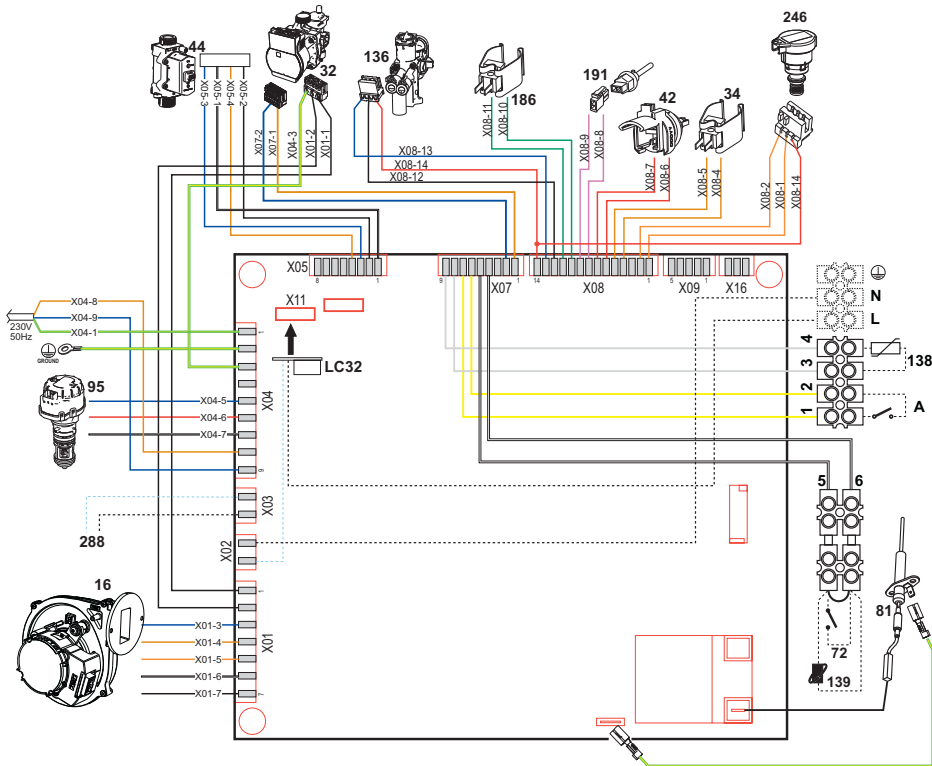 44
32
136
186
191
42
34
246
X05-3
X05-1
X05-4
X05-2
X07-2
X07-1
X04-3
X01-2
X01-1
X08-13
X08-14
X08-12
X08-11
X08-10
X08-9
X08-8
X08-7
X08-6
X08-5
X08-4
X08-2
X08-1
X08-14
X05
8
1
9
X07
1
14
X08
1
X09
5
1
X16
X11
LC32
X04-8
X04-9
X04-1
230V
50Hz
GROUND
95
X04-5
X04-6
X04-7
1
X04
9
X03
288
X02
16
X01-3
X01-4
X01-5
X01-6
X01-7
1
X01
7
N
L
4
3
2
1
138
A
5
6
72
139
81